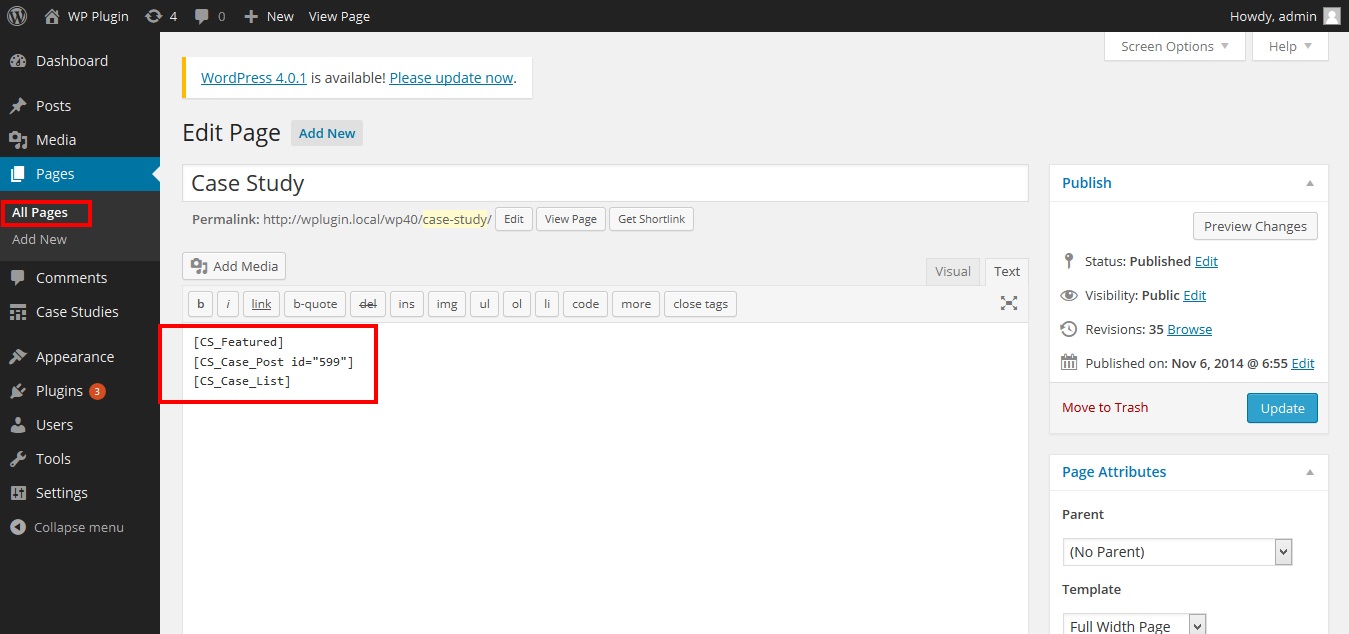 WP Plugin 4 0 New View Page Howdy, admin
Screen Options Help
Dashboard
Posts
Media
Pages
All Pages
Add New
Comments
Case Studies
Appearance
Plugins 3
Users
Tools
Settings
Collapse menu
WordPress 4.0.1 is available! Please update now.
Edit Page Add New
Case Study
Permalink: http://wplugin.local/wp40/case-study/ Edit View Page Get Shortlink
Add Media
Visual Text
b i link b-quote del ins img ul ol li code more close tags
[CS_Featured]
[CS_Case_Post id="599"]
[CS_Case_List]
Publish
Preview Changes
Status: Published Edit
Visibility: Public Edit
Revisions: 35 Browse
Published on: Nov 6, 2014 @ 6:55 Edit
Move to Trash Update
Page Attributes
Parent
(No Parent)
Template
Full Width Page